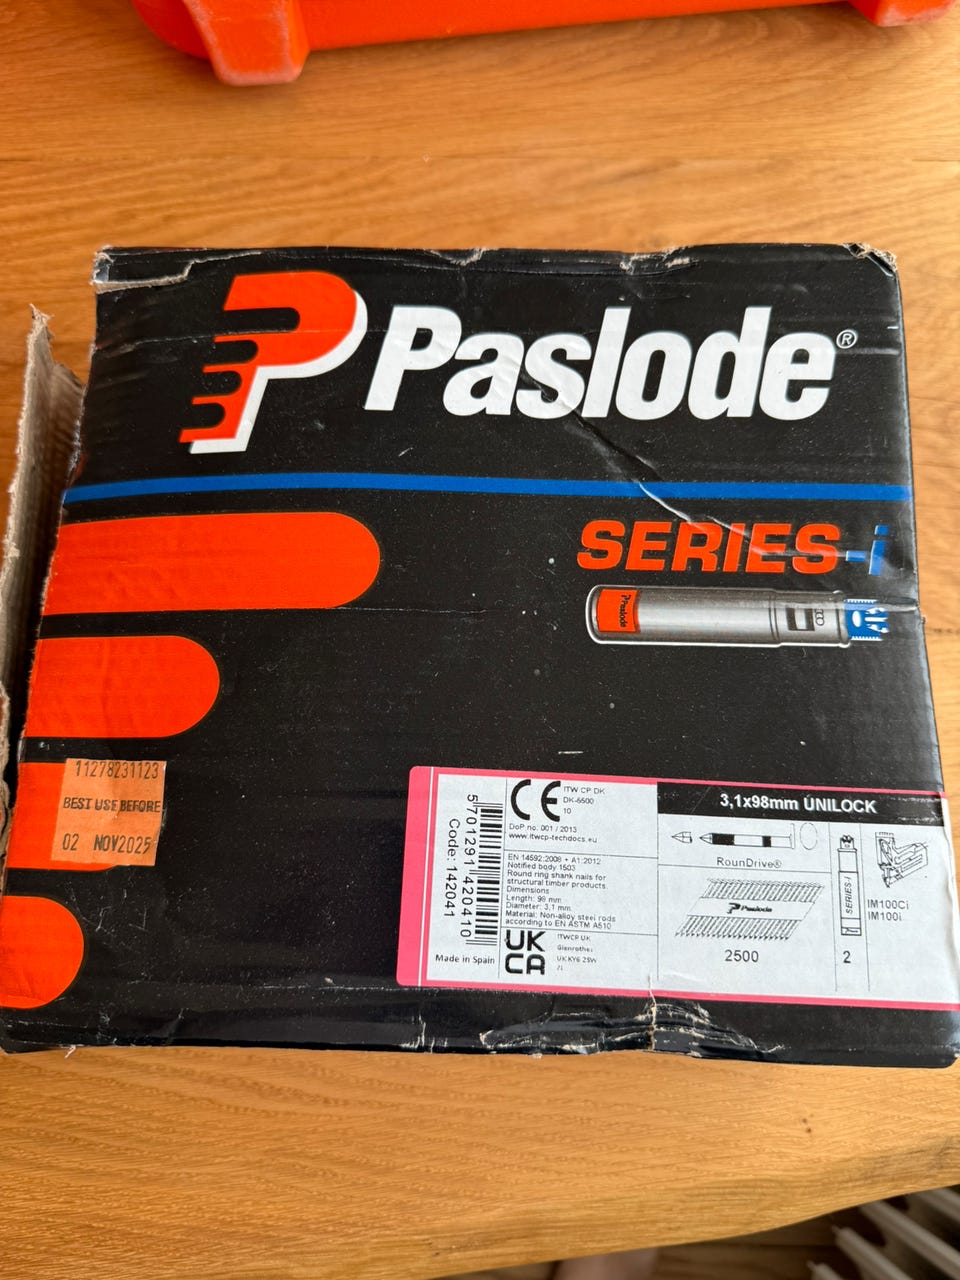 Paslode®
SERIES-i
Paslode
11278231123
BEST USE BEFORE
02 NOV2025
5 701291 420410
Code: 142041
Made in Spain
CE
ITW CP DK
DK-5500
10
DoP no. 001 / 2013
www.itwcp-techdocs.eu
EN 14592:2008 + A1:2012
Notified body 1503
Round ring shank nails for
structural timber products
Dimensions
Length: 98 mm
Diameter: 3,1 mm
Material: Non-alloy steel rods
according to EN ASTM A510
UK
CA
ITWCP UK
Glenrothes
UK KY6 2SW
3,1x98mm UNILOCK
RounDrive®
Paslode
2500
SERIES-i
2
IM100Ci
IM100i